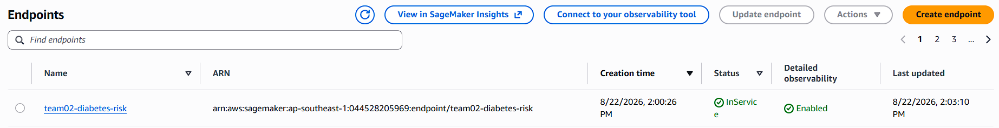 Endpoints
View in SageMaker Insights
Connect to your observability tool
Update endpoint
Actions
Create endpoint
Find endpoints
1 2 3 ...
Name
ARN
Creation time
Status
Detailed
observability
Last updated
team02-diabetes-risk
arn:aws:sagemaker:ap-southeast-1:044528205969:endpoint/team02-diabetes-risk
8/22/2026, 2:00:26
PM
InServic
e
Enabled
8/22/2026, 2:03:10
PM